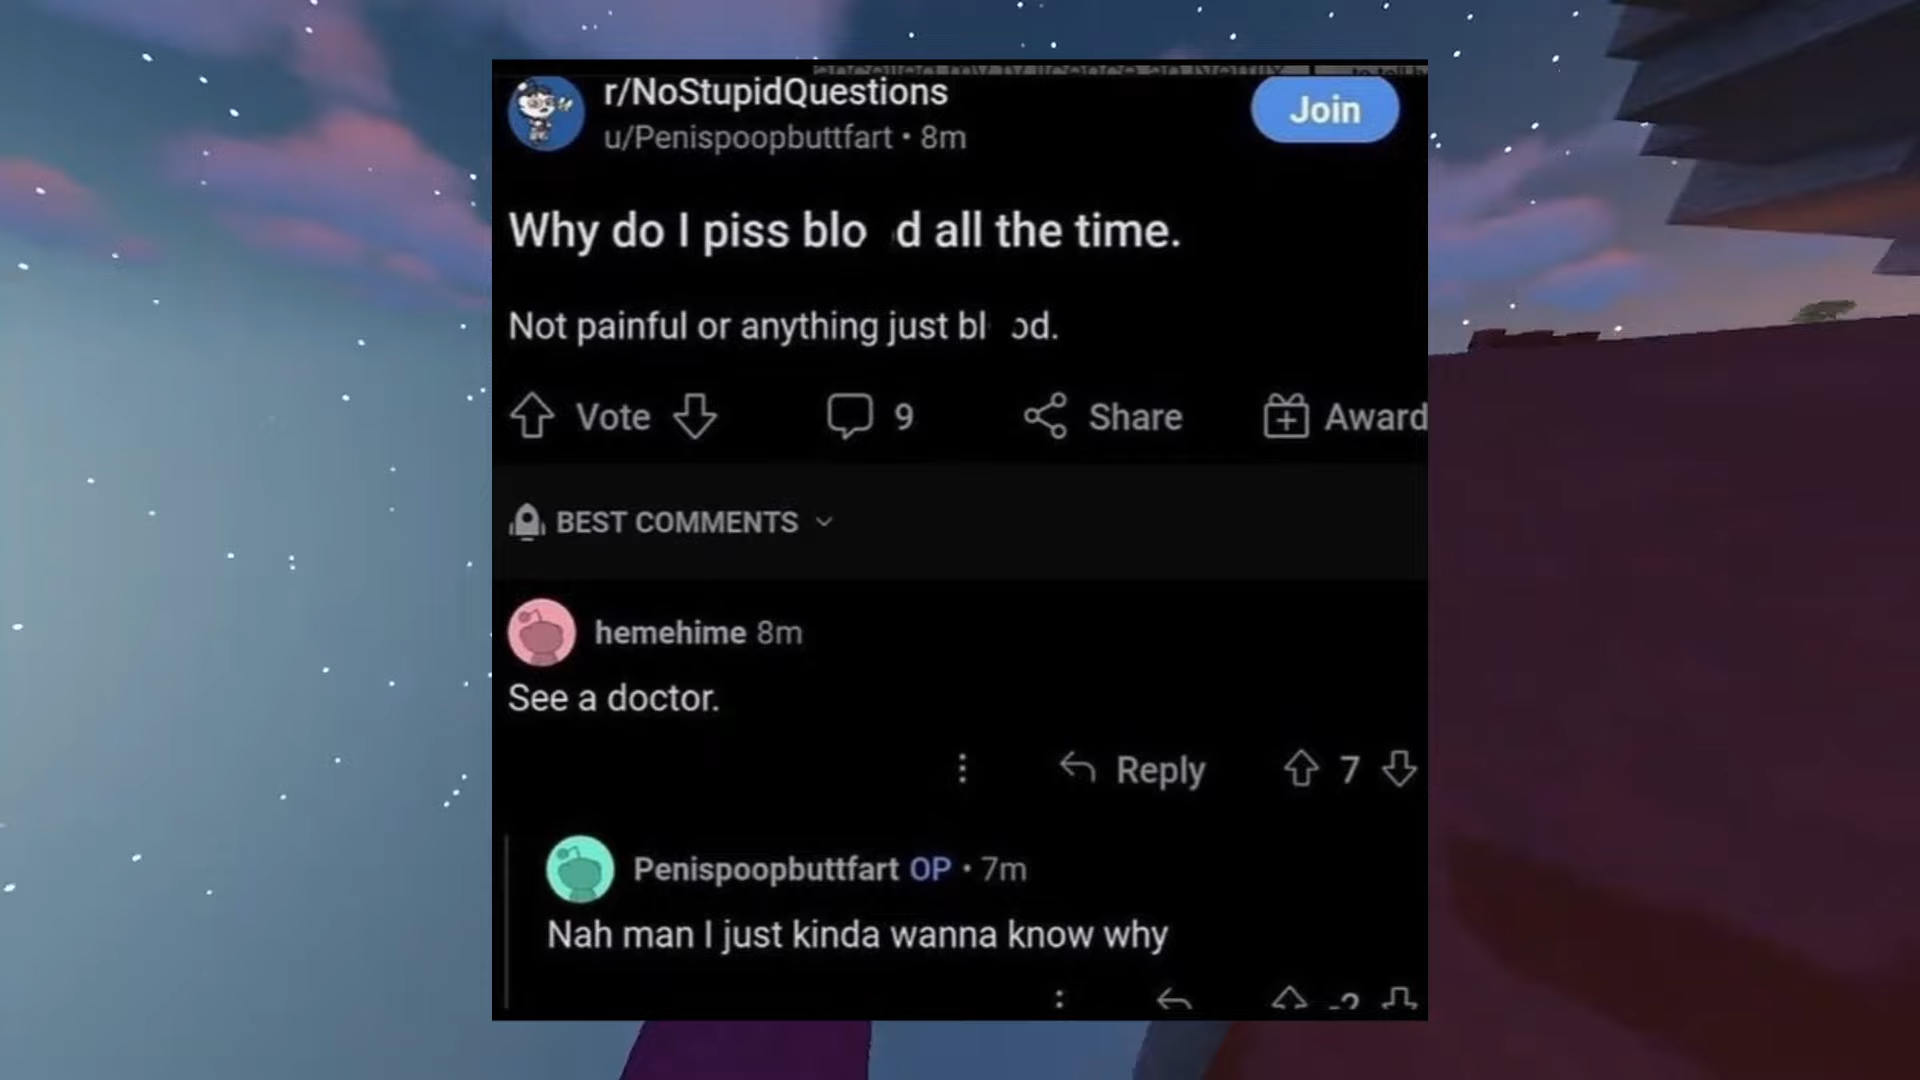 r/NoStupidQuestions
u/Penispoopbuttfart • 8m
Join
Why do I piss blo d all the time.
Not painful or anything just bl od.
Vote
9
Share
Award
BEST COMMENTS
hemehime 8m
See a doctor.
Reply
7
Penispoopbuttfart OP • 7m
Nah man I just kinda wanna know why
-2